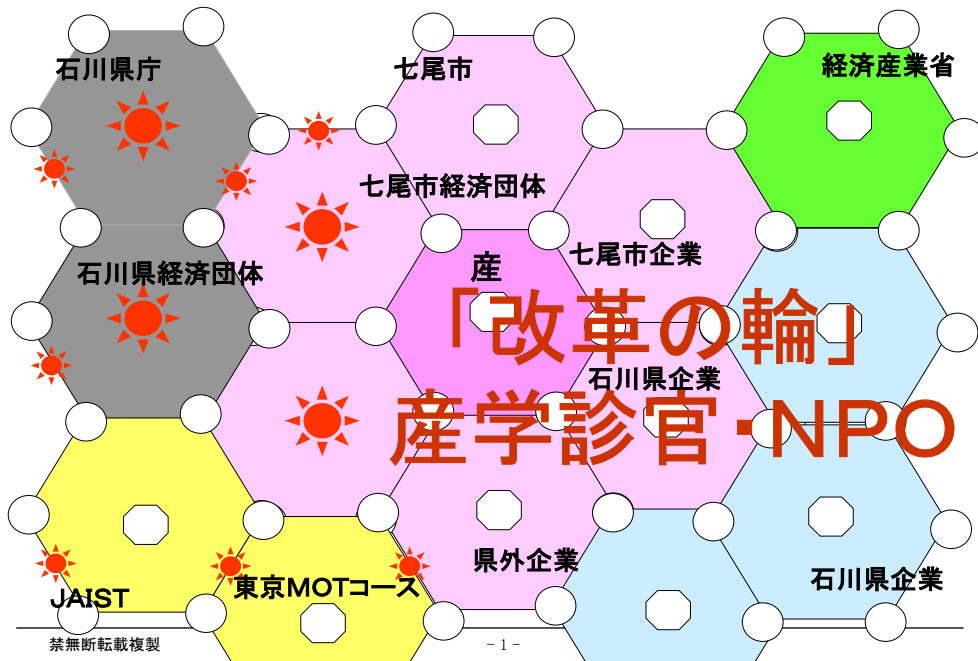 石川県庁
七尾市
経済産業省
七尾市経済団体
石川県経済団体
産
七尾市企業
「改革の輪」
石川県企業
産学診官・NPO
県外企業
石川県企業
JAIST
東京MOTコース
禁無断転載複製
- 1 -